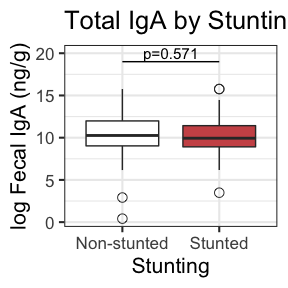 Total IgA by Stuntin
p=0.571
20
15
10
5
0
log Fecal IgA (ng/g)
Non-stunted Stunted
Stunting